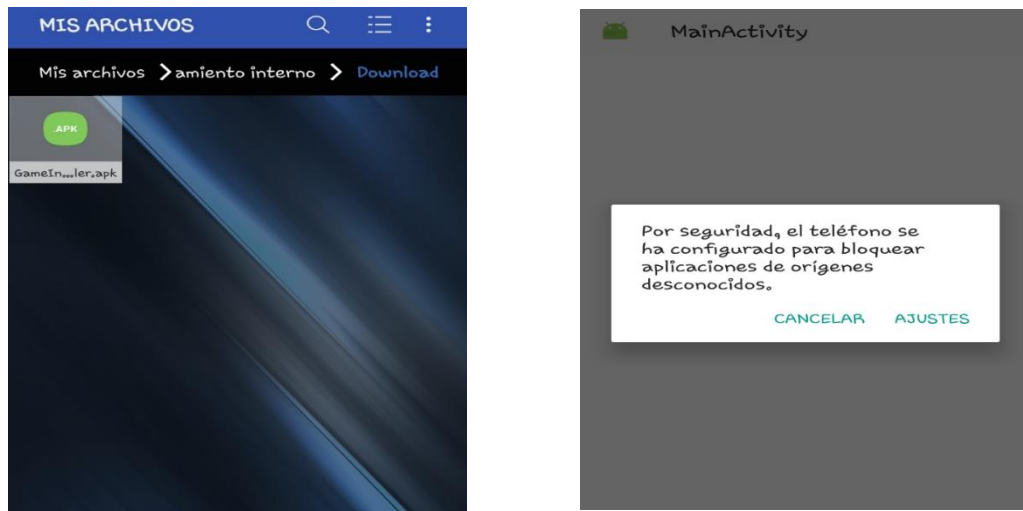 MIS ARCHIVOS
Mis archivos > amiento interno > Download
.APK
GameIn...ler.apk
MainActivity
Por seguridad, el teléfono se
ha configurado para bloquear
aplicaciones de orígenes
desconocidos.
CANCELAR AJUSTES